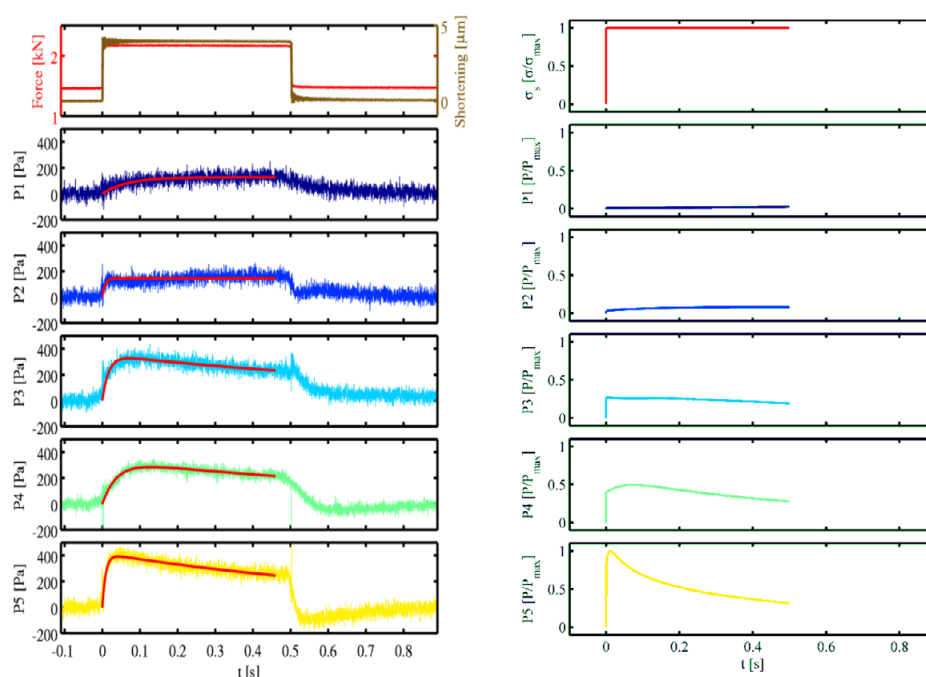 Force [kN]
2
1
5
0
Shortening [μm]
P1 [Pa]
400
200
0
-200
P2 [Pa]
400
200
0
-200
P3 [Pa]
400
200
0
-200
P4 [Pa]
400
200
0
-200
P5 [Pa]
400
200
0
-200
-0.1 0 0.1 0.2 0.3 0.4 0.5 0.6 0.7 0.8
t [s]
σs [σ/σmax]
1
0.5
0
P1 [P/Pmax]
1
0.5
0
P2 [P/Pmax]
1
0.5
0
P3 [P/Pmax]
1
0.5
0
P4 [P/Pmax]
1
0.5
0
P5 [P/Pmax]
1
0.5
0
0 0.2 0.4 0.6 0.8
t [s]